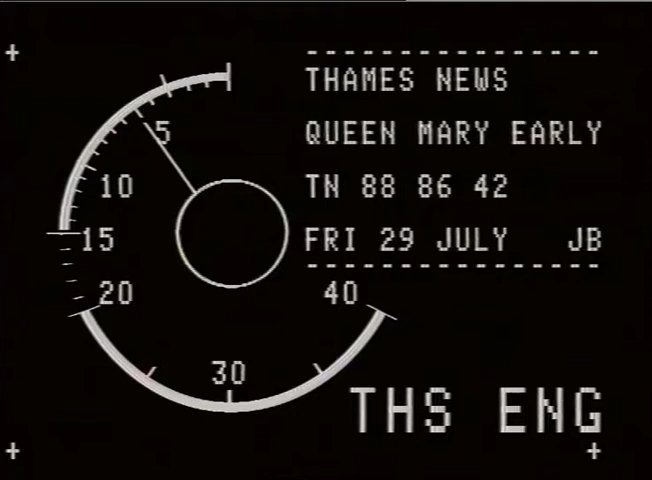 THAMES NEWS
QUEEN MARY EARLY
TN 88 86 42
FRI 29 JULY JB
5
10
15
20
30
40
THS ENG